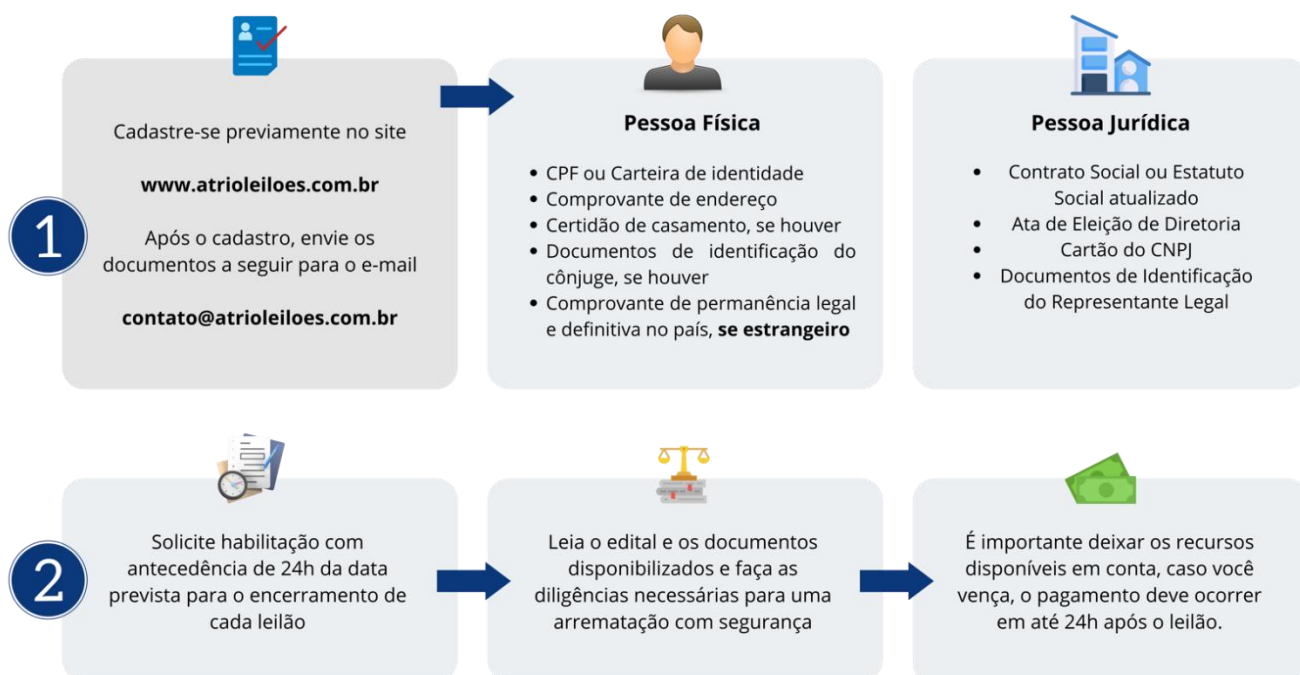 1
Cadastre-se previamente no site
www.atrioleiloes.com.br
Após o cadastro, envie os
documentos a seguir para o e-mail
contato@atrioleiloes.com.br
Pessoa Física
• CPF ou Carteira de identidade
• Comprovante de endereço
• Certidão de casamento, se houver
• Documentos de identificação do
cônjuge, se houver
• Comprovante de permanência legal
e definitiva no país, se estrangeiro
Pessoa Jurídica
• Contrato Social ou Estatuto
Social atualizado
• Ata de Eleição de Diretoria
• Cartão do CNPJ
• Documentos de Identificação
do Representante Legal
2
Solicite habilitação com
antecedência de 24h da data
prevista para o encerramento de
cada leilão
Leia o edital e os documentos
disponibilizados e faça as
diligências necessárias para uma
arrematação com segurança
É importante deixar os recursos
disponíveis em conta, caso você
vença, o pagamento deve ocorrer
em até 24h após o leilão.